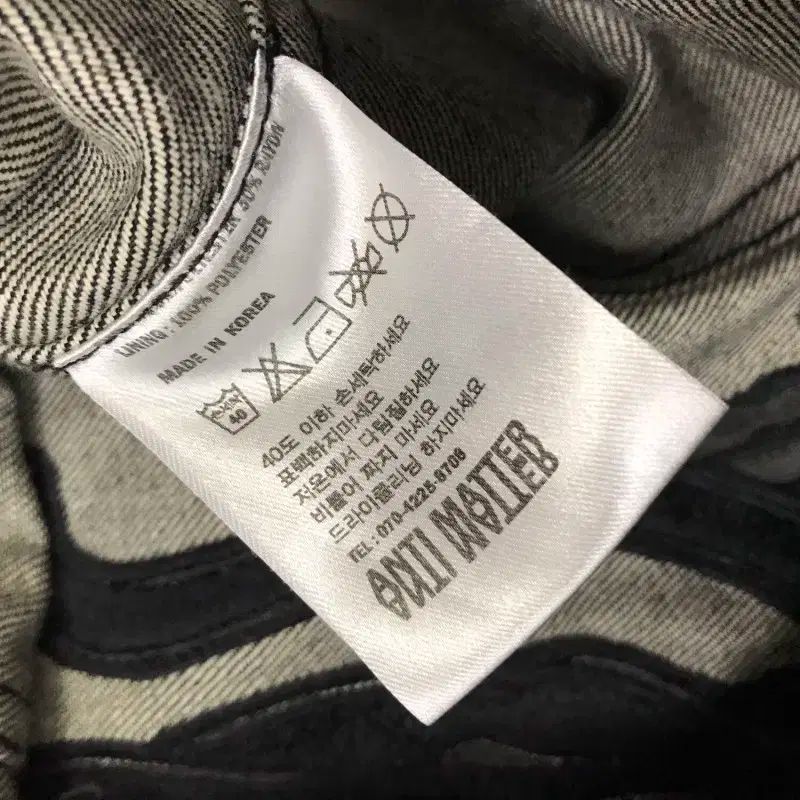 POLYESTER 30% RAYON
LINING: 100% POLYESTER
MADE IN KOREA
40
40도 이하 손세탁하세요
표백하지마세요
저온에서 다림질하세요
비틀어 짜지 마세요
드라이클리닝 하지마세요
TEL : 070-4225-8706
ANTI MATTER